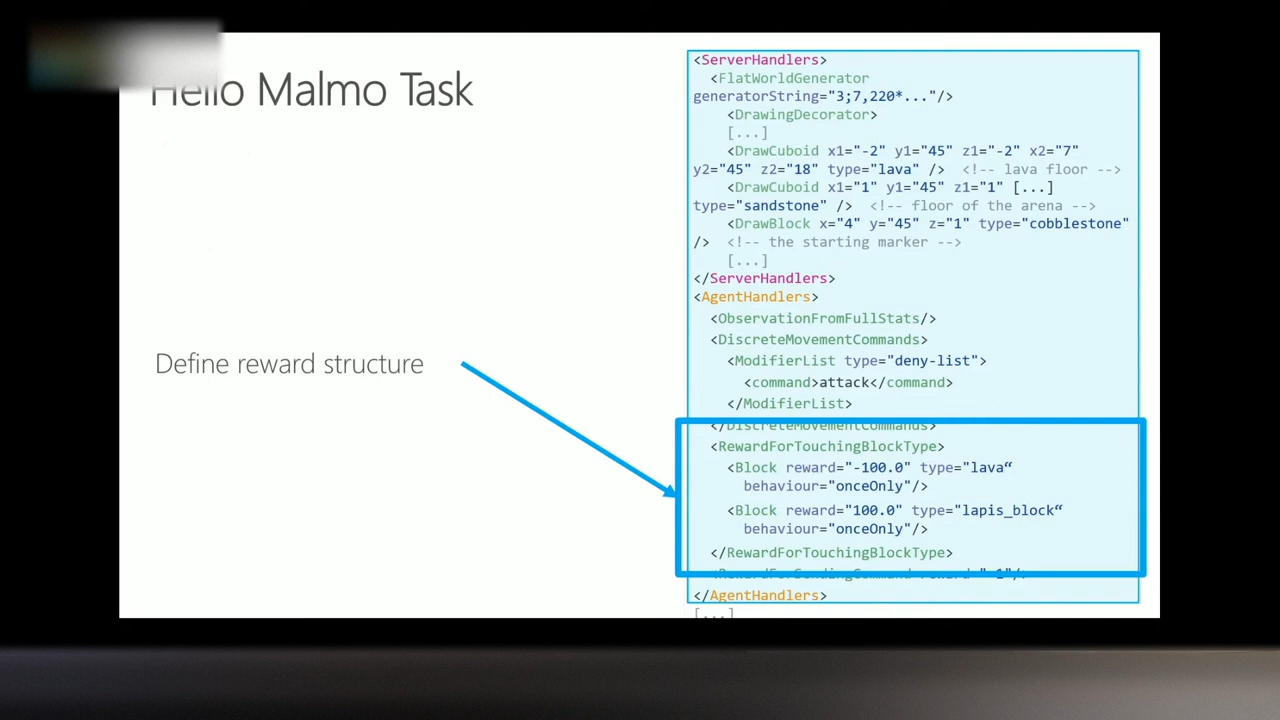 Hello Malmo Task
Define reward structure
<ServerHandlers>
<FlatWorldGenerator
generatorString="3;7,220*..."/>
<DrawingDecorator>
[...]
<DrawCuboid x1="-2" y1="45" z1="-2" x2="7"
y2="45" z2="18" type="lava" /> <!-- lava floor -->
<DrawCuboid x1="1" y1="45" z1="1" [...]
type="sandstone" /> <!-- floor of the arena -->
<DrawBlock x="4" y="45" z="1" type="cobblestone"
/> <!-- the starting marker -->
[...]
</ServerHandlers>
<AgentHandlers>
<ObservationFromFullStats/>
<DiscreteMovementCommands>
<ModifierList type="deny-list">
<command>attack</command>
</ModifierList>
</DiscreteMovementCommands>
<RewardForTouchingBlockType>
<Block reward="-100.0" type="lava“
behaviour="onceOnly"/>
<Block reward="100.0" type="lapis_block“
behaviour="onceOnly"/>
</RewardForTouchingBlockType>
<RewardForSendingCommand reward="-1"/>
</AgentHandlers>
[...]